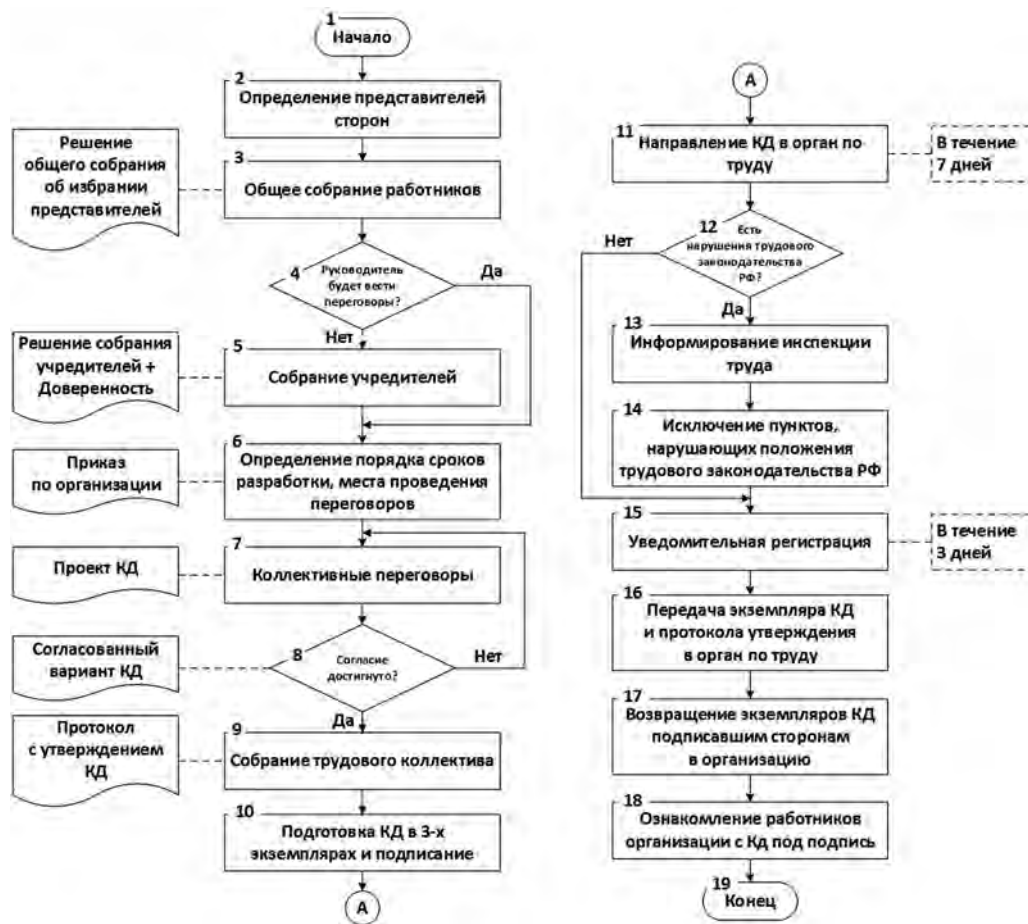 1
Начало
2
Определение представителей
сторон
Решение
общего собрания
об избрании
представителей
3
Общее собрание работников
4
Руководитель
будет вести
переговоры?
Да
Нет
Решение собрания
учредителей +
Доверенность
5
Собрание учредителей
Приказ
по организации
6
Определение порядка сроков
разработки, места проведения
переговоров
Проект КД
7
Коллективные переговоры
Согласованный
вариант КД
8
Согласие
достигнуто?
Нет
Да
Протокол
с утверждением
КД
9
Собрание трудового коллектива
10
Подготовка КД в 3-х
экземплярах и подписание
А
А
11
Направление КД в орган по
труду
В течение
7 дней
12
Есть
нарушения трудового
законодательства
РФ?
Нет
Да
13
Информирование инспекции
труда
14
Исключение пунктов,
нарушающих положения
трудового законодательства РФ
15
Уведомительная регистрация
В течение
3 дней
16
Передача экземпляра КД
и протокола утверждения
в орган по труду
17
Возвращение экземпляров КД
подписавшим сторонам
в организацию
18
Ознакомление работников
организации с Кд под подпись
19
Конец